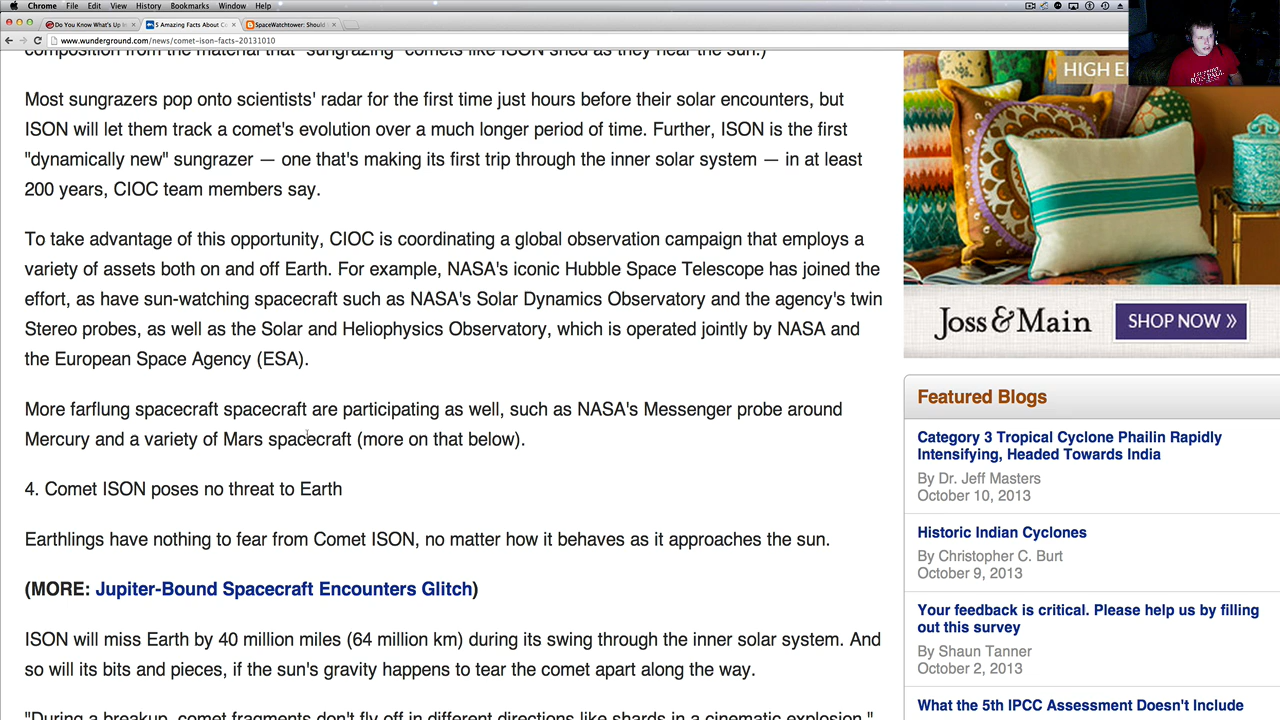 Chrome File Edit View History Bookmarks Window Help
Do You Know What's Up
5 Amazing Facts About C
SpaceWatchtower: Should
www.wunderground.com/news/comet-ison-facts-20131010
composition from the material that "sungrazing" comets like ISON shed as they near the sun.)
Most sungrazers pop onto scientists' radar for the first time just hours before their solar encounters, but
ISON will let them track a comet's evolution over a much longer period of time. Further, ISON is the first
"dynamically new" sungrazer — one that's making its first trip through the inner solar system — in at least
200 years, CIOC team members say.
To take advantage of this opportunity, CIOC is coordinating a global observation campaign that employs a
variety of assets both on and off Earth. For example, NASA's iconic Hubble Space Telescope has joined the
effort, as have sun-watching spacecraft such as NASA's Solar Dynamics Observatory and the agency's twin
Stereo probes, as well as the Solar and Heliophysics Observatory, which is operated jointly by NASA and
the European Space Agency (ESA).
More farflung spacecraft spacecraft are participating as well, such as NASA's Messenger probe around
Mercury and a variety of Mars spacecraft (more on that below).
4. Comet ISON poses no threat to Earth
Earthlings have nothing to fear from Comet ISON, no matter how it behaves as it approaches the sun.
(MORE: Jupiter-Bound Spacecraft Encounters Glitch)
ISON will miss Earth by 40 million miles (64 million km) during its swing through the inner solar system. And
so will its bits and pieces, if the sun's gravity happens to tear the comet apart along the way.
"During a breakup, comet fragments don't fly off in different directions like shards in a cinematic explosion,"
HIGH
RON PAUL
Joss & Main
SHOP NOW »
Featured Blogs
Category 3 Tropical Cyclone Phailin Rapidly
Intensifying, Headed Towards India
By Dr. Jeff Masters
October 10, 2013
Historic Indian Cyclones
By Christopher C. Burt
October 9, 2013
Your feedback is critical. Please help us by filling
out this survey
By Shaun Tanner
October 2, 2013
What the 5th IPCC Assessment Doesn't Include